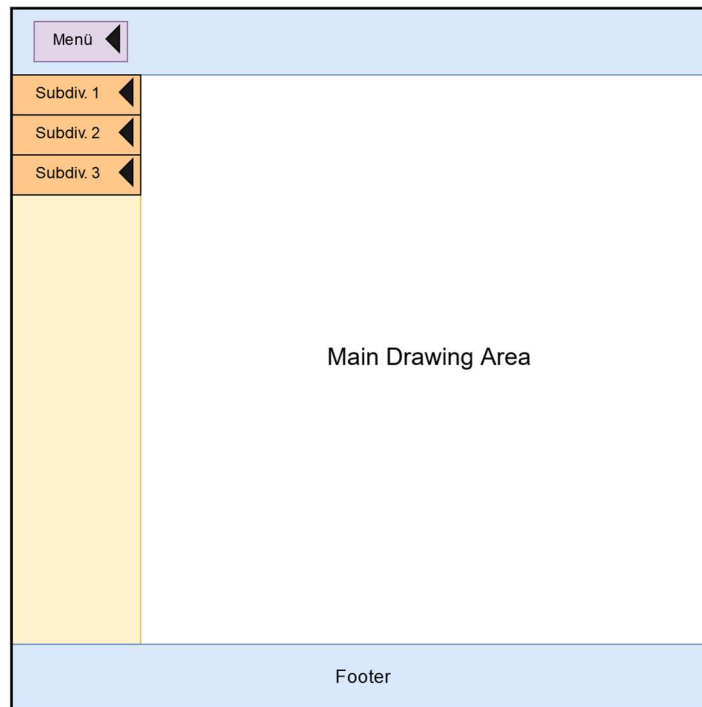 Menü
Subdiv. 1
Subdiv. 2
Subdiv. 3
Main Drawing Area
Footer